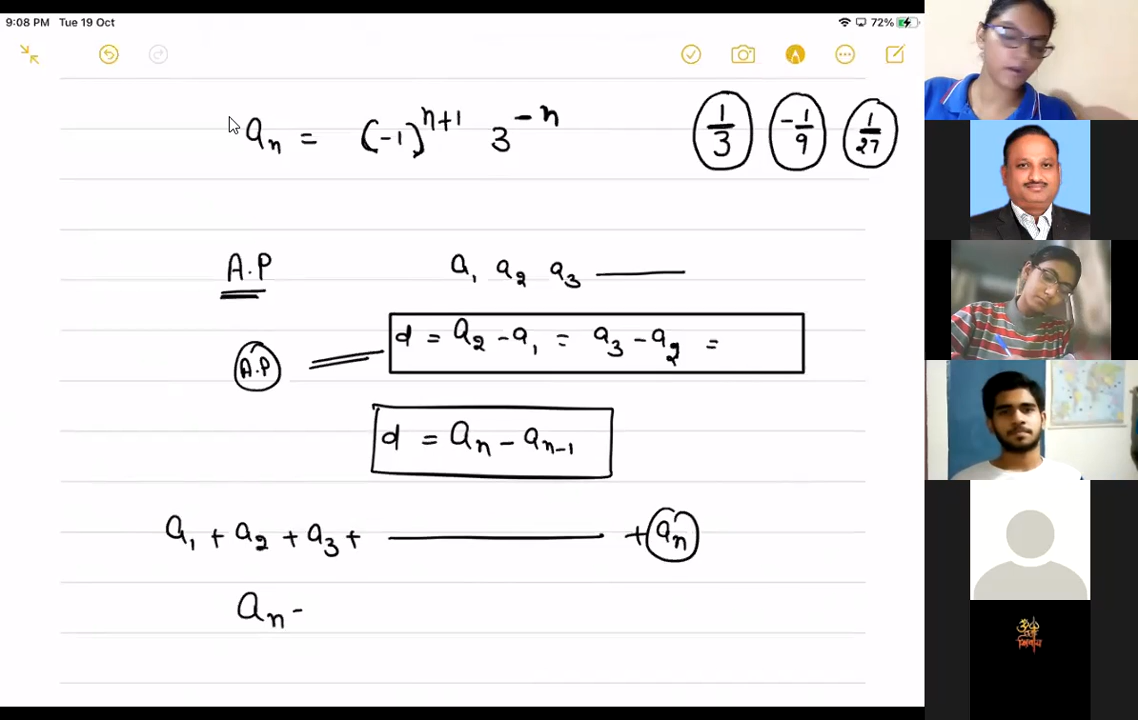 9:08 PM Tue 19 Oct
72%
aₙ = (-1)ⁿ⁺¹ 3⁻ⁿ
1/3 -1/9 1/27
A.P
a₁ a₂ a₃ ———
A.P
d = a₂ - a₁ = a₃ - a₂ =
d = aₙ - aₙ₋₁
a₁ + a₂ + a₃ + ——— + aₙ
aₙ -
ॐ